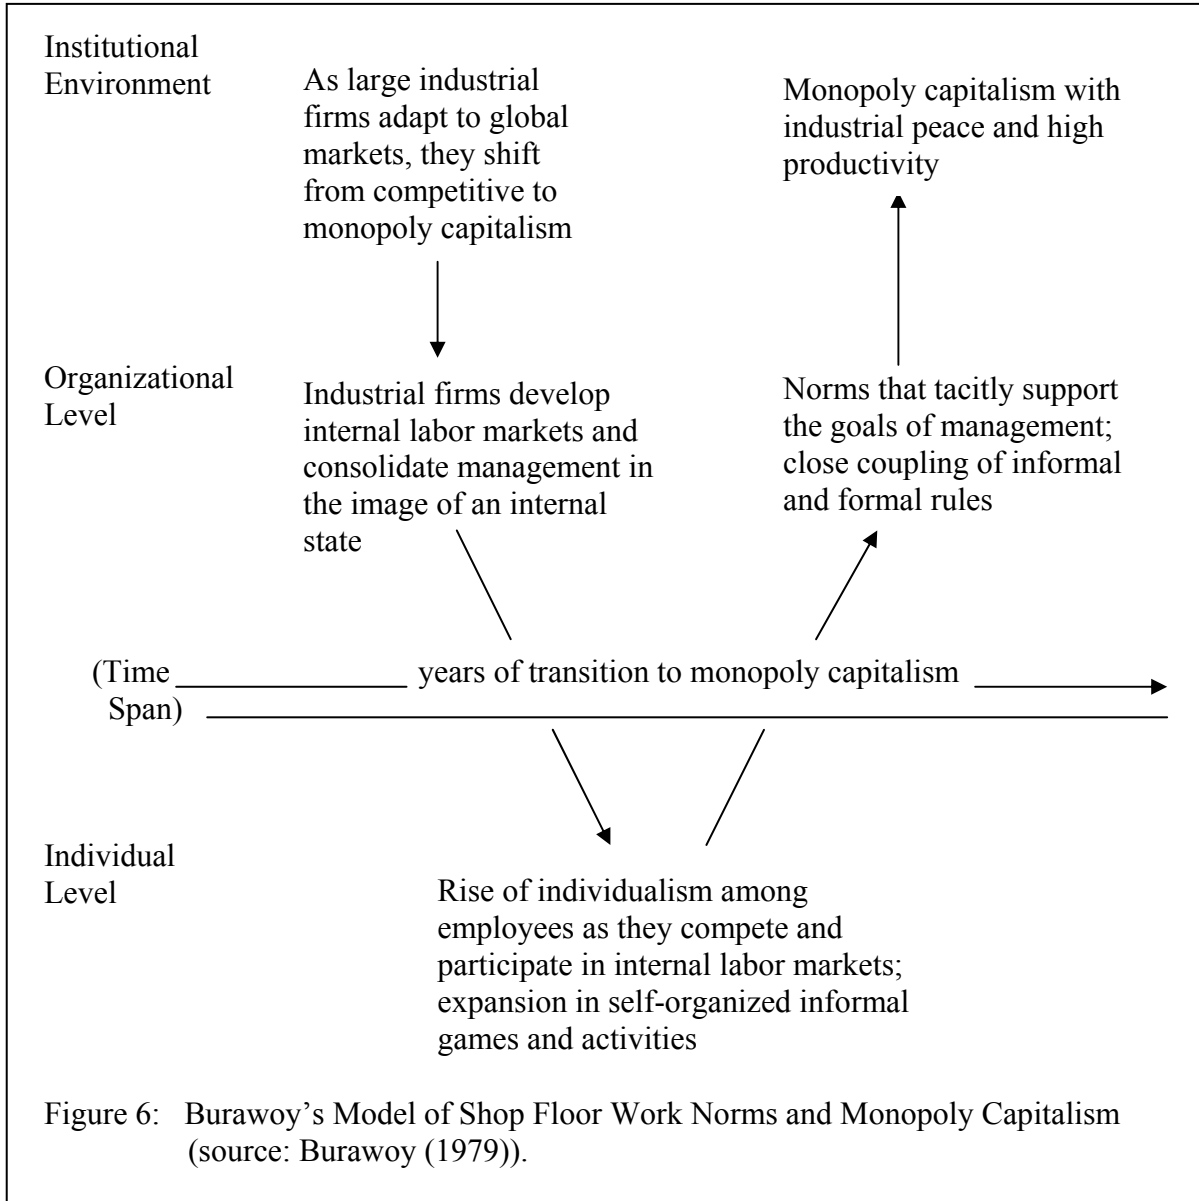 Institutional
Environment
As large industrial
firms adapt to global
markets, they shift
from competitive to
monopoly capitalism
Monopoly capitalism with
industrial peace and high
productivity
Organizational
Level
Industrial firms develop
internal labor markets and
consolidate management in
the image of an internal
state
Norms that tacitly support
the goals of management;
close coupling of informal
and formal rules
(Time years of transition to monopoly capitalism
Span)
Individual
Level
Rise of individualism among
employees as they compete and
participate in internal labor markets;
expansion in self-organized informal
games and activities
Figure 6: Burawoy’s Model of Shop Floor Work Norms and Monopoly Capitalism
(source: Burawoy (1979)).